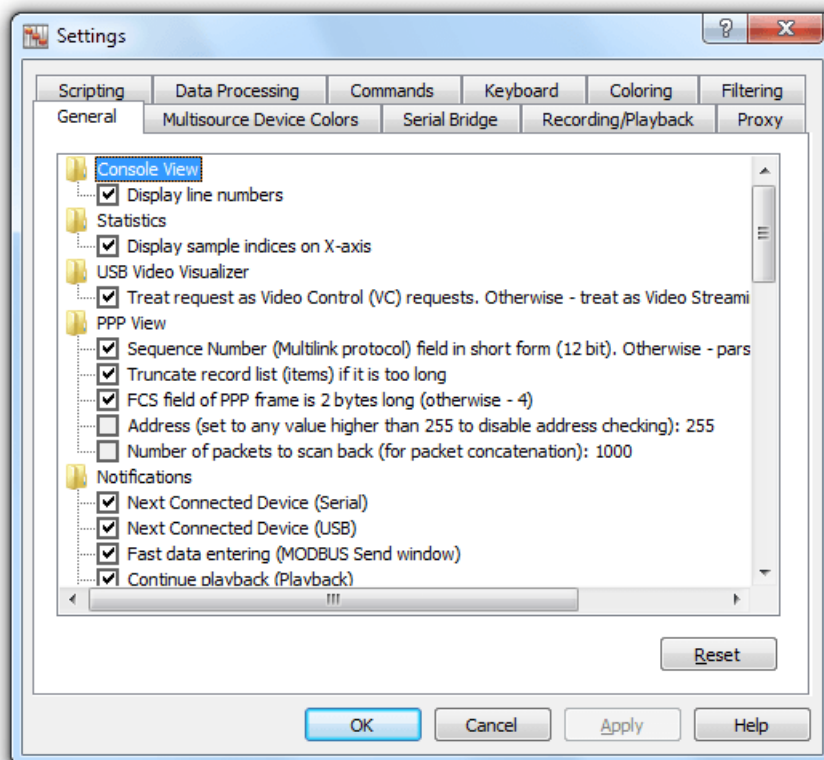 Settings
Scripting Data Processing Commands Keyboard Coloring Filtering
General Multisource Device Colors Serial Bridge Recording/Playback Proxy
Console View
Display line numbers
Statistics
Display sample indices on X-axis
USB Video Visualizer
Treat request as Video Control (VC) requests. Otherwise - treat as Video Streami
PPP View
Sequence Number (Multilink protocol) field in short form (12 bit). Otherwise - pars
Truncate record list (items) if it is too long
FCS field of PPP frame is 2 bytes long (otherwise - 4)
Address (set to any value higher than 255 to disable address checking): 255
Number of packets to scan back (for packet concatenation): 1000
Notifications
Next Connected Device (Serial)
Next Connected Device (USB)
Fast data entering (MODBUS Send window)
Continue playback (Playback)
Reset
OK Cancel Apply Help